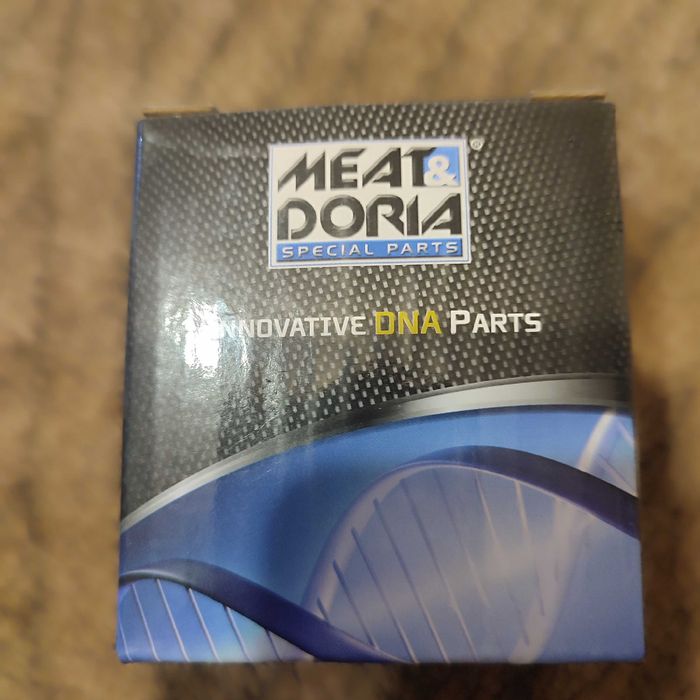 MEAT&
DORIA
®
SPECIAL PARTS
INNOVATIVE DNA PARTS